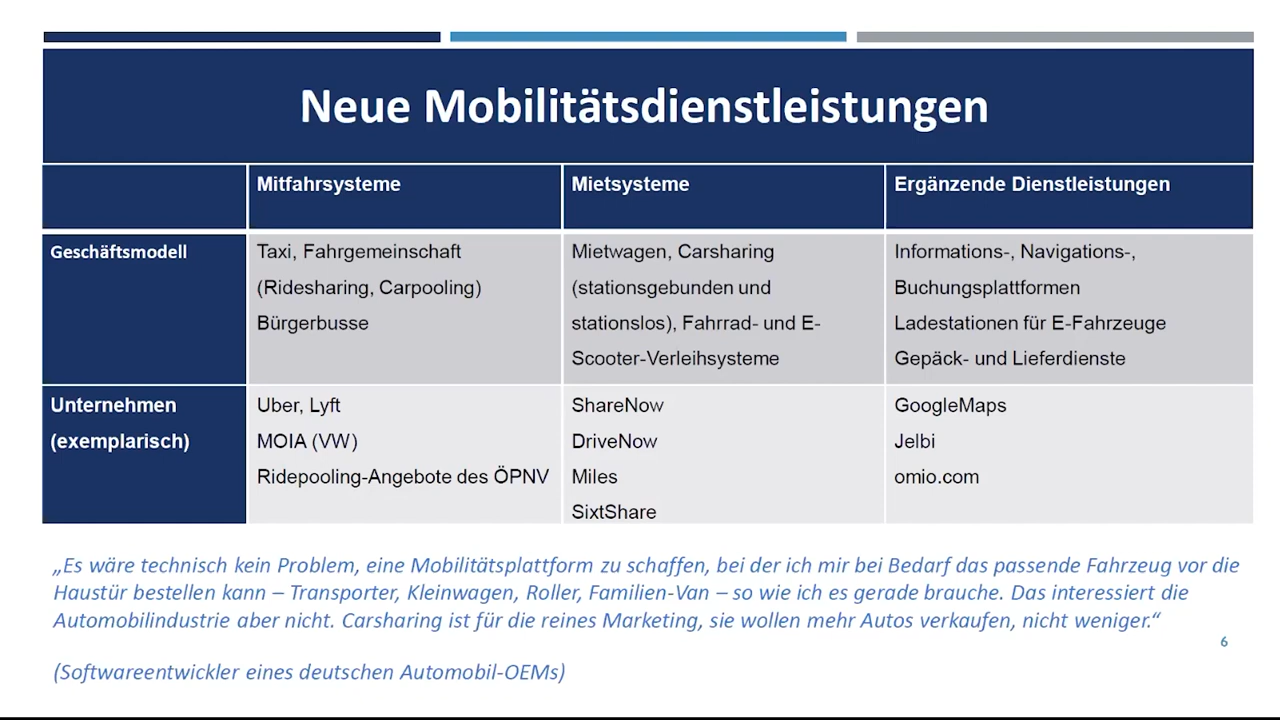 Neue Mobilitätsdienstleistungen
Mitfahrsysteme
Mietsysteme
Ergänzende Dienstleistungen
Geschäftsmodell
Taxi, Fahrgemeinschaft
(Ridesharing, Carpooling)
Bürgerbusse
Mietwagen, Carsharing
(stationsgebunden und
stationslos), Fahrrad- und E-
Scooter-Verleihsysteme
Informations-, Navigations-,
Buchungsplattformen
Ladestationen für E-Fahrzeuge
Gepäck- und Lieferdienste
Unternehmen
(exemplarisch)
Uber, Lyft
MOIA (VW)
Ridepooling-Angebote des ÖPNV
ShareNow
DriveNow
Miles
SixtShare
GoogleMaps
Jelbi
omio.com
„Es wäre technisch kein Problem, eine Mobilitätsplattform zu schaffen, bei der ich mir bei Bedarf das passende Fahrzeug vor die
Haustür bestellen kann – Transporter, Kleinwagen, Roller, Familien-Van – so wie ich es gerade brauche. Das interessiert die
Automobilindustrie aber nicht. Carsharing ist für die reines Marketing, sie wollen mehr Autos verkaufen, nicht weniger.“
6
(Softwareentwickler eines deutschen Automobil-OEMs)